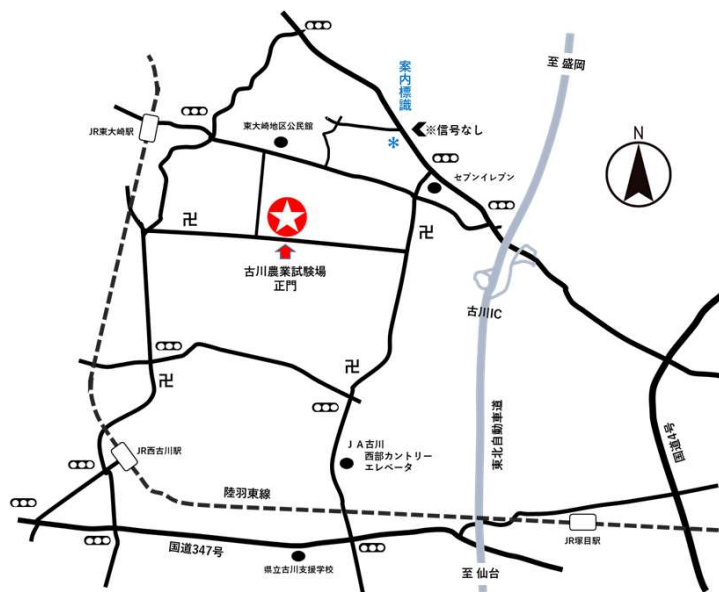 至 盛岡
案内標識
※信号なし
東大崎地区公民館
JR東大崎駅
セブンイレブン
N
卍
卍
古川農業試験場
正門
古川IC
卍
卍
東北自動車道
国道4号
JA古川
西部カントリー
エレベータ
JR西古川駅
陸羽東線
JR塚目駅
国道347号
県立古川支援学校
至 仙台